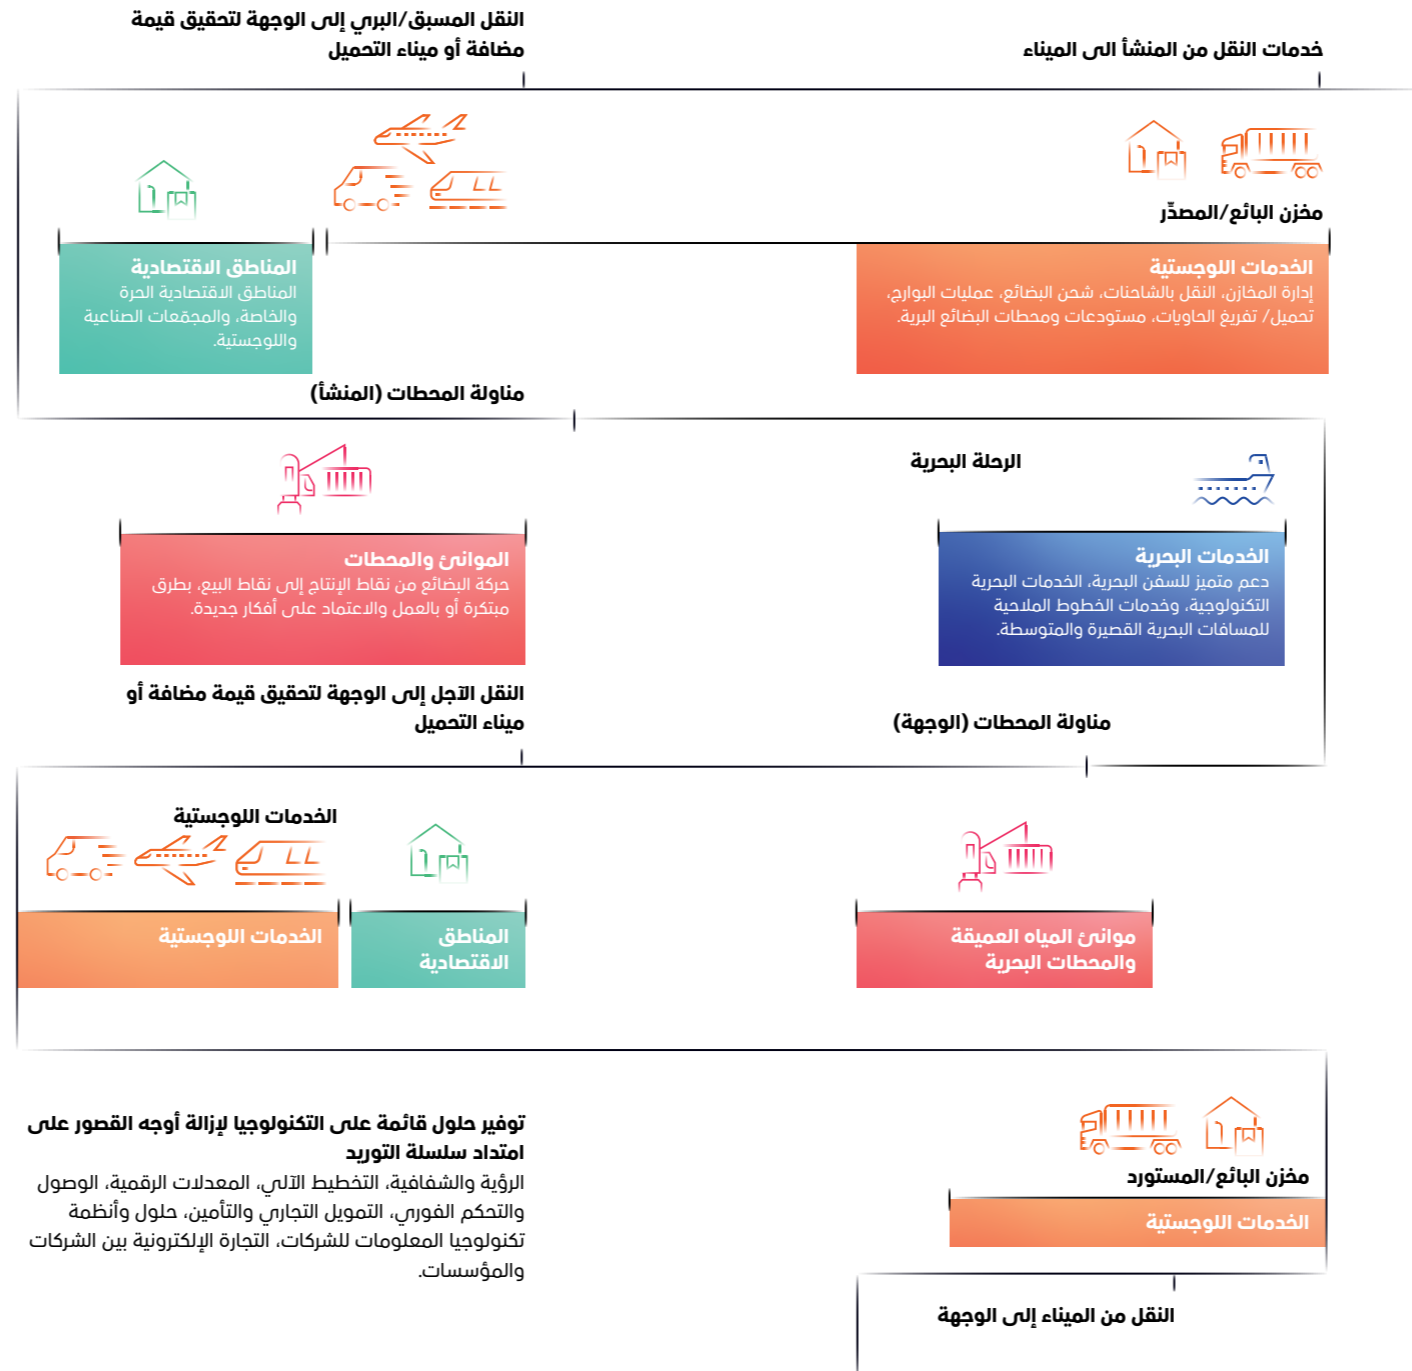 خدمات النقل من المنشأ الى الميناء
النقل المسبق/البري إلى الوجهة لتحقيق قيمة
مضافة أو ميناء التحميل
مخزن البائع/المصدِّر
الخدمات اللوجستية
إدارة المخازن، النقل بالشاحنات، شحن البضائع، عمليات البوارج،
تحميل/ تفريغ الحاويات، مستودعات ومحطات البضائع البرية.
المناطق الاقتصادية
المناطق الاقتصادية الحرة
والخاصة، والمجمّعات الصناعية
واللوجستية.
مناولة المحطات (المنشأ)
الموانئ والمحطات
حركة البضائع من نقاط الإنتاج إلى نقاط البيع، بطرق
مبتكرة أو بالعمل والاعتماد على أفكار جديدة.
الرحلة البحرية
الخدمات البحرية
دعم متميز للسفن البحرية، الخدمات البحرية
التكنولوجية، وخدمات الخطوط الملاحية
للمسافات البحرية القصيرة والمتوسطة.
مناولة المحطات (الوجهة)
موانئ المياه العميقة
والمحطات البحرية
النقل الآجل إلى الوجهة لتحقيق قيمة مضافة أو
ميناء التحميل
المناطق
الاقتصادية
الخدمات اللوجستية
الخدمات اللوجستية
مخزن البائع/المستورد
الخدمات اللوجستية
النقل من الميناء إلى الوجهة
توفير حلول قائمة على التكنولوجيا لإزالة أوجه القصور على
امتداد سلسلة التوريد
الرؤية والشفافية، التخطيط الآلي، المعدلات الرقمية، الوصول
والتحكم الفوري، التمويل التجاري والتأمين، حلول وأنظمة
تكنولوجيا المعلومات للشركات، التجارة الإلكترونية بين الشركات
والمؤسسات.